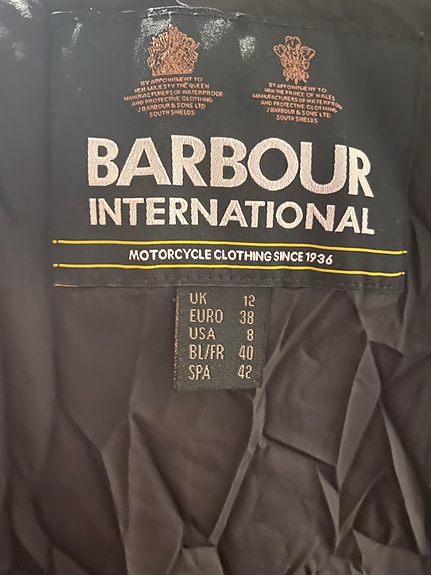 BY APPOINTMENT TO
HER MAJESTY THE QUEEN
MANUFACTURERS OF WATERPROOF
AND PROTECTIVE CLOTHING
J BARBOUR & SONS LTD
SOUTH SHIELDS
BY APPOINTMENT TO
HRH THE PRINCE OF WALES
MANUFACTURERS OF WATERPROOF
AND PROTECTIVE CLOTHING
J BARBOUR & SONS LTD
SOUTH SHIELDS
BARBOUR
INTERNATIONAL
MOTORCYCLE CLOTHING SINCE 1936
UK 12
EURO 38
USA 8
BL/FR 40
SPA 42